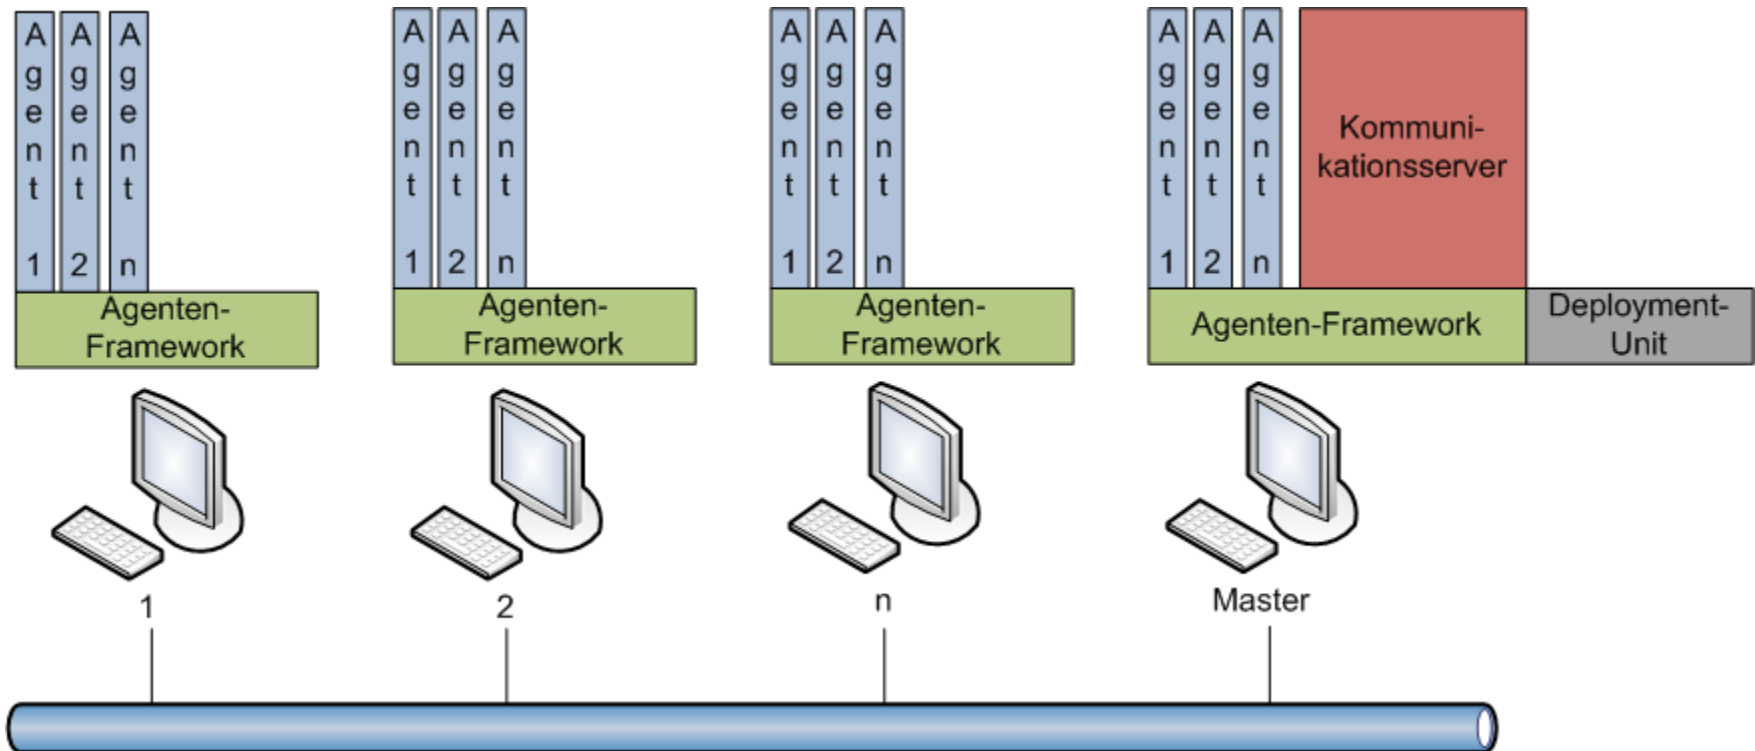 Agent 1
Agent 2
Agent n
Agenten-
Framework
1
Agent 1
Agent 2
Agent n
Agenten-
Framework
2
Agent 1
Agent 2
Agent n
Agenten-
Framework
n
Agent 1
Agent 2
Agent n
Kommuni-
kationsserver
Agenten-Framework
Deployment-
Unit
Master